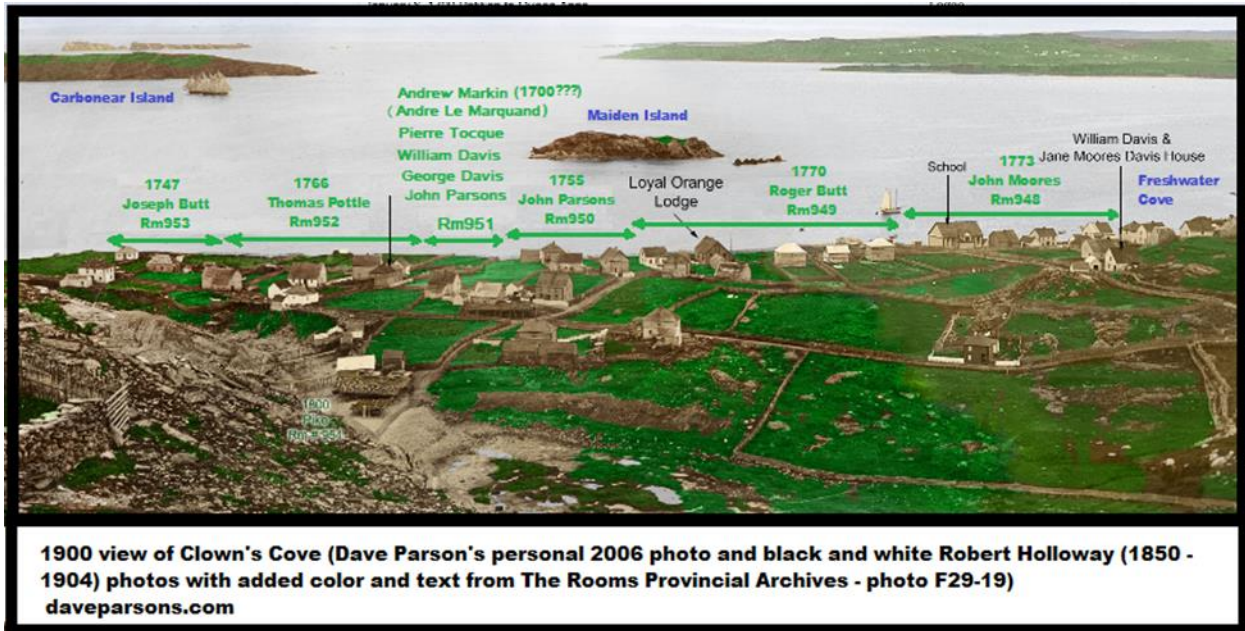 Carbonear Island
Andrew Markin (1700???)
(Andre Le Marquand)
Pierre Tocque
William Davis
George Davis
John Parsons
Rm951
Maiden Island
1747
Joseph Butt
Rm953
1766
Thomas Pottle
Rm952
1755
John Parsons
Rm950
Loyal Orange
Lodge
1770
Roger Butt
Rm949
School
1773
John Moores
Rm948
William Davis &
Jane Moores Davis House
Freshwater
Cove
1800
1900 view of Clown's Cove (Dave Parson's personal 2006 photo and black and white Robert Holloway (1850 -
1904) photos with added color and text from The Rooms Provincial Archives - photo F29-19)
daveparsons.com